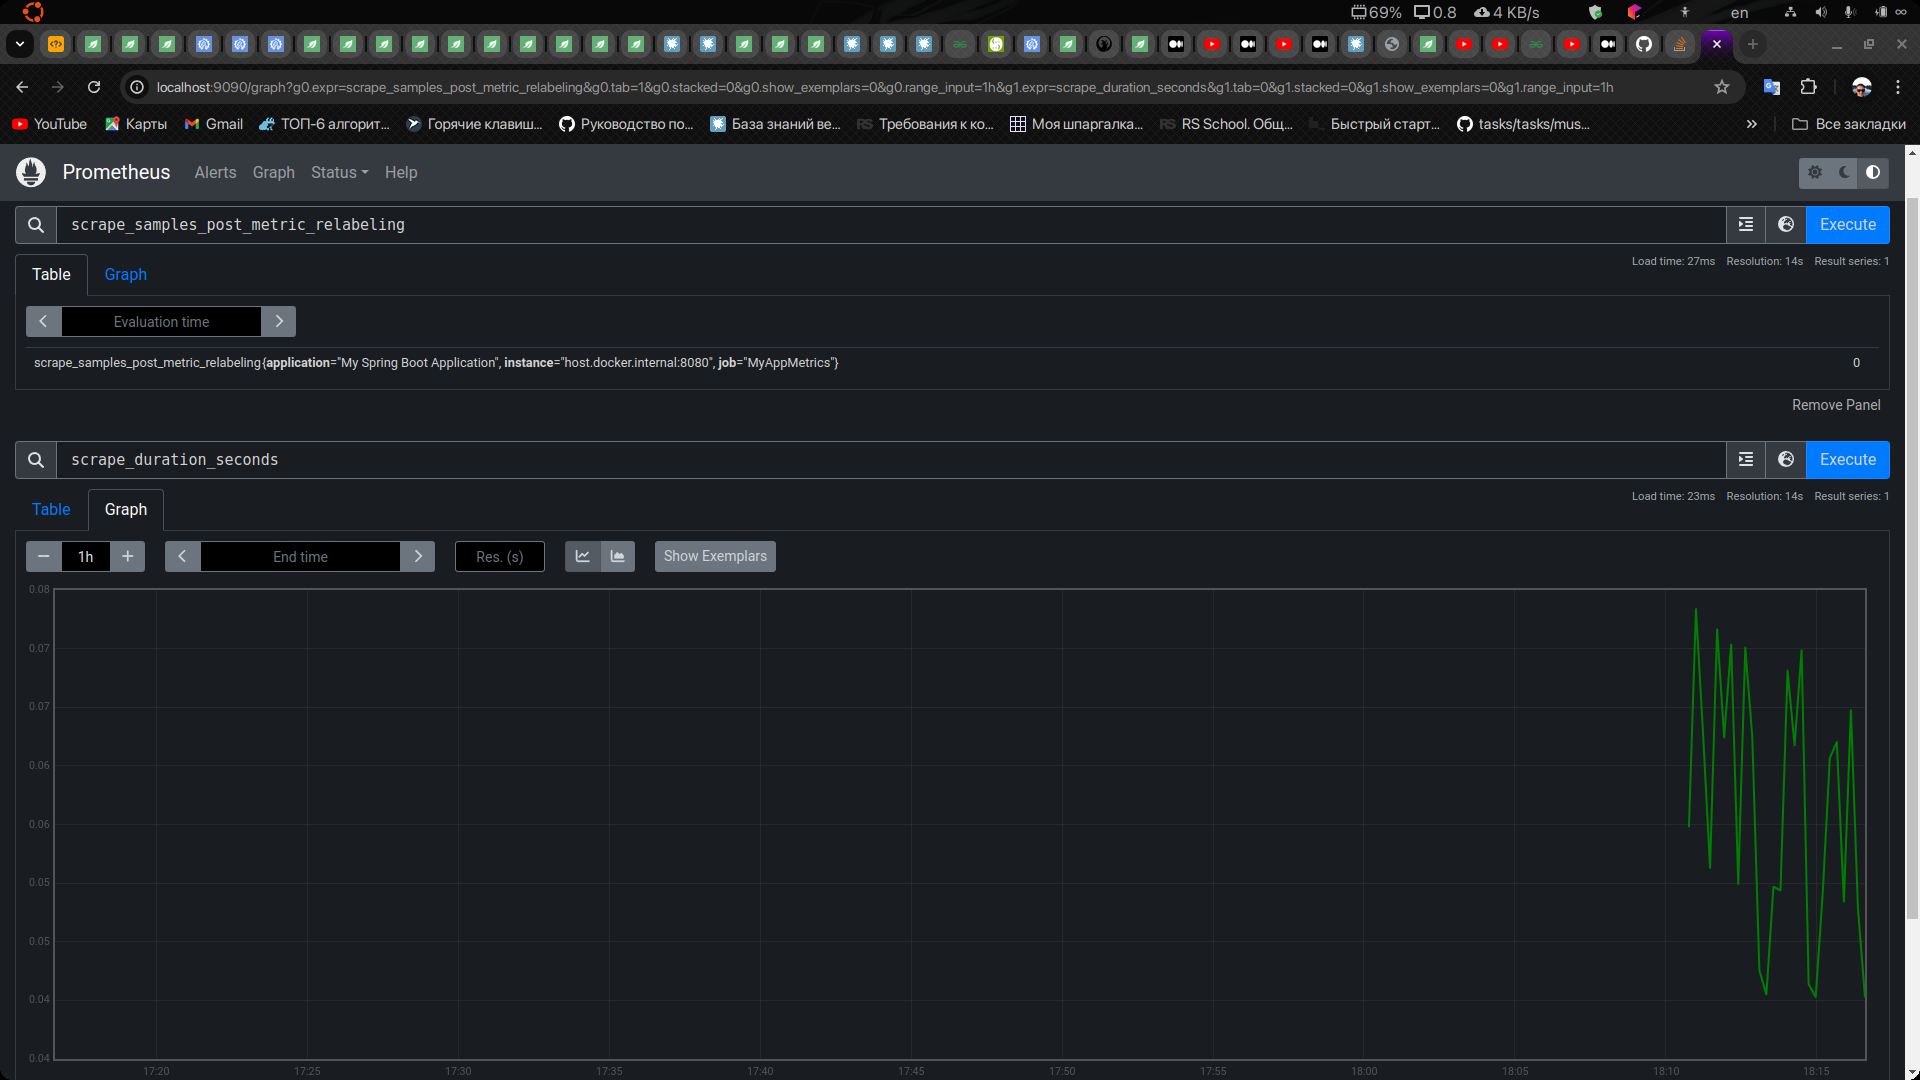 69% 0.8 4 KB/s en
localhost:9090/graph?g0.expr=scrape_samples_post_metric_relabeling&g0.tab=1&g0.stacked=0&g0.show_exemplars=0&g0.range_input=1h&g1.expr=scrape_duration_seconds&g1.tab=0&g1.stacked=0&g1.show_exemplars=0&g1.range_input=1h
YouTube Карты Gmail ТОП-6 алгорит... Горячие клавиш... Руководство по... База знаний ве... RS Требования к ко... Моя шпаргалка... RS RS School. Общ... Быстрый старт... tasks/tasks/mus... » Все закладки
Prometheus Alerts Graph Status Help
scrape_samples_post_metric_relabeling Execute
Table Graph Load time: 27ms Resolution: 14s Result series: 1
Evaluation time
scrape_samples_post_metric_relabeling{application="My Spring Boot Application", instance="host.docker.internal:8080", job="MyAppMetrics"} 0
Remove Panel
scrape_duration_seconds Execute
Table Graph Load time: 23ms Resolution: 14s Result series: 1
1h End time Res. (s) Show Exemplars
0.08
0.07
0.07
0.06
0.06
0.05
0.05
0.04
0.04
17:20 17:25 17:30 17:35 17:40 17:45 17:50 17:55 18:00 18:05 18:10 18:15